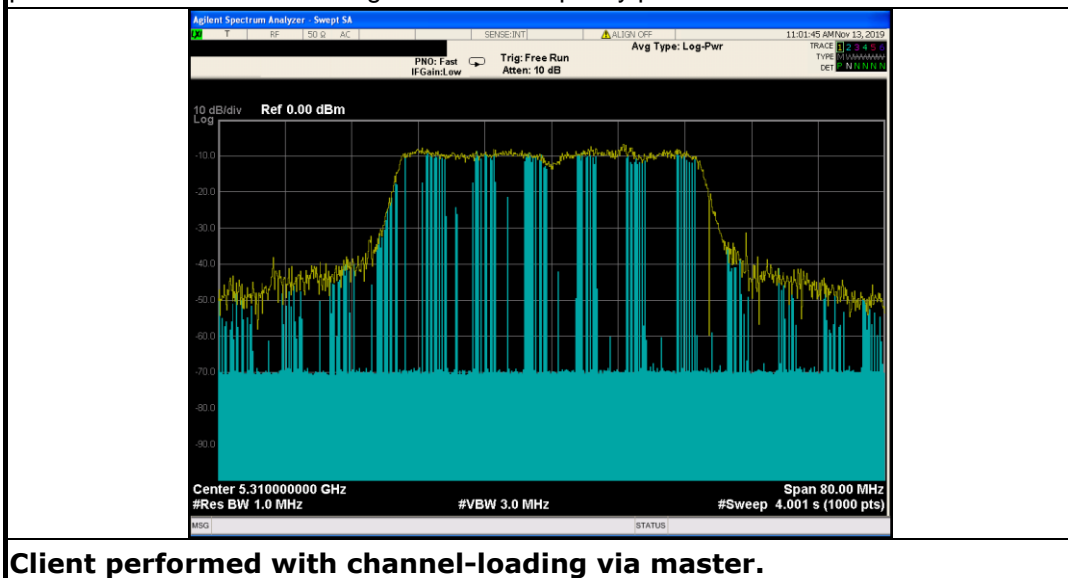 Agilent Spectrum Analyzer - Swept SA
LXI T RF 50 Ω AC SENSE:INT ALIGN OFF 11:01:45 AM Nov 13, 2019
Avg Type: Log-Pwr TRACE 1 2 3 4 5 6
PNO: Fast Trig: Free Run TYPE M W W W W W
IFGain:Low Atten: 10 dB DET P N N N N N
10 dB/div Ref 0.00 dBm
Log
-10.0
-20.0
-30.0
-40.0
-50.0
-60.0
-70.0
-80.0
-90.0
Center 5.310000000 GHz Span 80.00 MHz
#Res BW 1.0 MHz #VBW 3.0 MHz #Sweep 4.001 s (1000 pts)
MSG STATUS
Client performed with channel-loading via master.